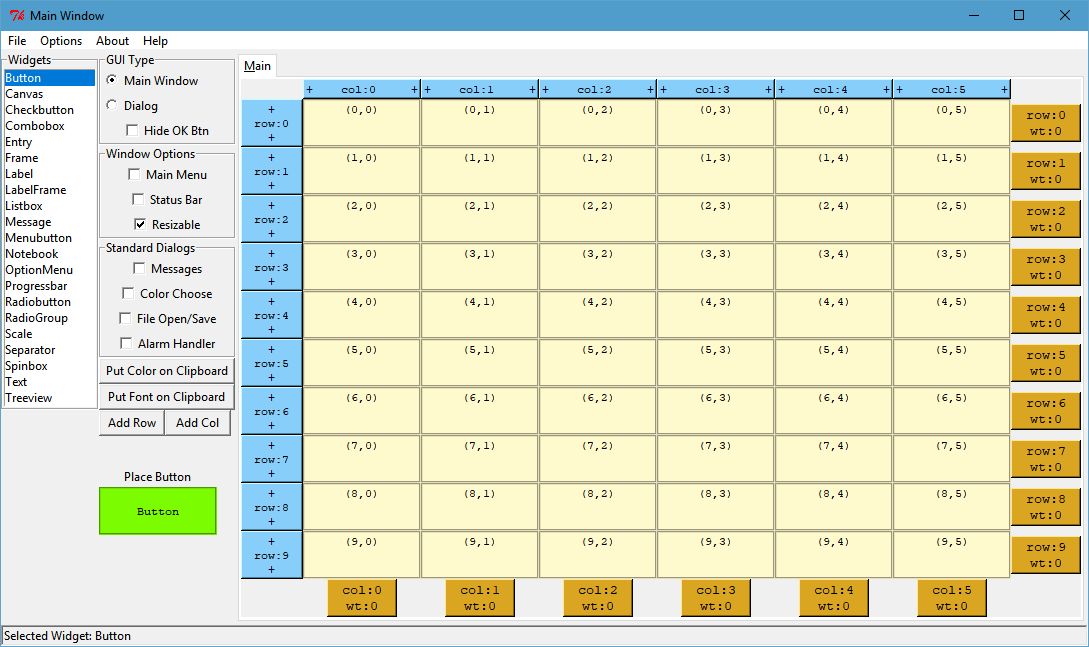 Main Window
File Options About Help
Widgets
Button
Canvas
Checkbutton
Combobox
Entry
Frame
Label
LabelFrame
Listbox
Message
Menubutton
Notebook
OptionMenu
Progressbar
Radiobutton
RadioGroup
Scale
Separator
Spinbox
Text
Treeview
GUI Type
Main Window
Dialog
Hide OK Btn
Window Options
Main Menu
Status Bar
Resizable
Standard Dialogs
Messages
Color Choose
File Open/Save
Alarm Handler
Put Color on Clipboard
Put Font on Clipboard
Add Row Add Col
Place Button
Button
Main
+ col:0 + + col:1 + + col:2 + + col:3 + + col:4 + + col:5 +
+
row:0
+
(0,0) (0,1) (0,2) (0,3) (0,4) (0,5)
row:0
wt:0
+
row:1
+
(1,0) (1,1) (1,2) (1,3) (1,4) (1,5)
row:1
wt:0
+
row:2
+
(2,0) (2,1) (2,2) (2,3) (2,4) (2,5)
row:2
wt:0
+
row:3
+
(3,0) (3,1) (3,2) (3,3) (3,4) (3,5)
row:3
wt:0
+
row:4
+
(4,0) (4,1) (4,2) (4,3) (4,4) (4,5)
row:4
wt:0
+
row:5
+
(5,0) (5,1) (5,2) (5,3) (5,4) (5,5)
row:5
wt:0
+
row:6
+
(6,0) (6,1) (6,2) (6,3) (6,4) (6,5)
row:6
wt:0
+
row:7
+
(7,0) (7,1) (7,2) (7,3) (7,4) (7,5)
row:7
wt:0
+
row:8
+
(8,0) (8,1) (8,2) (8,3) (8,4) (8,5)
row:8
wt:0
+
row:9
+
(9,0) (9,1) (9,2) (9,3) (9,4) (9,5)
row:9
wt:0
col:0 col:1 col:2 col:3 col:4 col:5
wt:0 wt:0 wt:0 wt:0 wt:0 wt:0
Selected Widget: Button